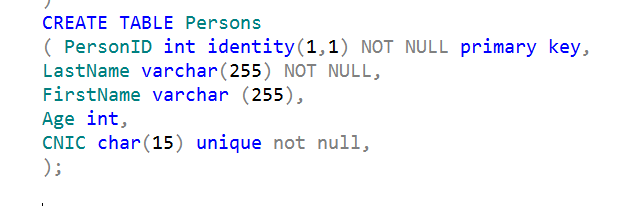 CREATE TABLE Persons
( PersonID int identity(1,1) NOT NULL primary key,
LastName varchar(255) NOT NULL,
FirstName varchar (255),
Age int,
CNIC char(15) unique not null,
);